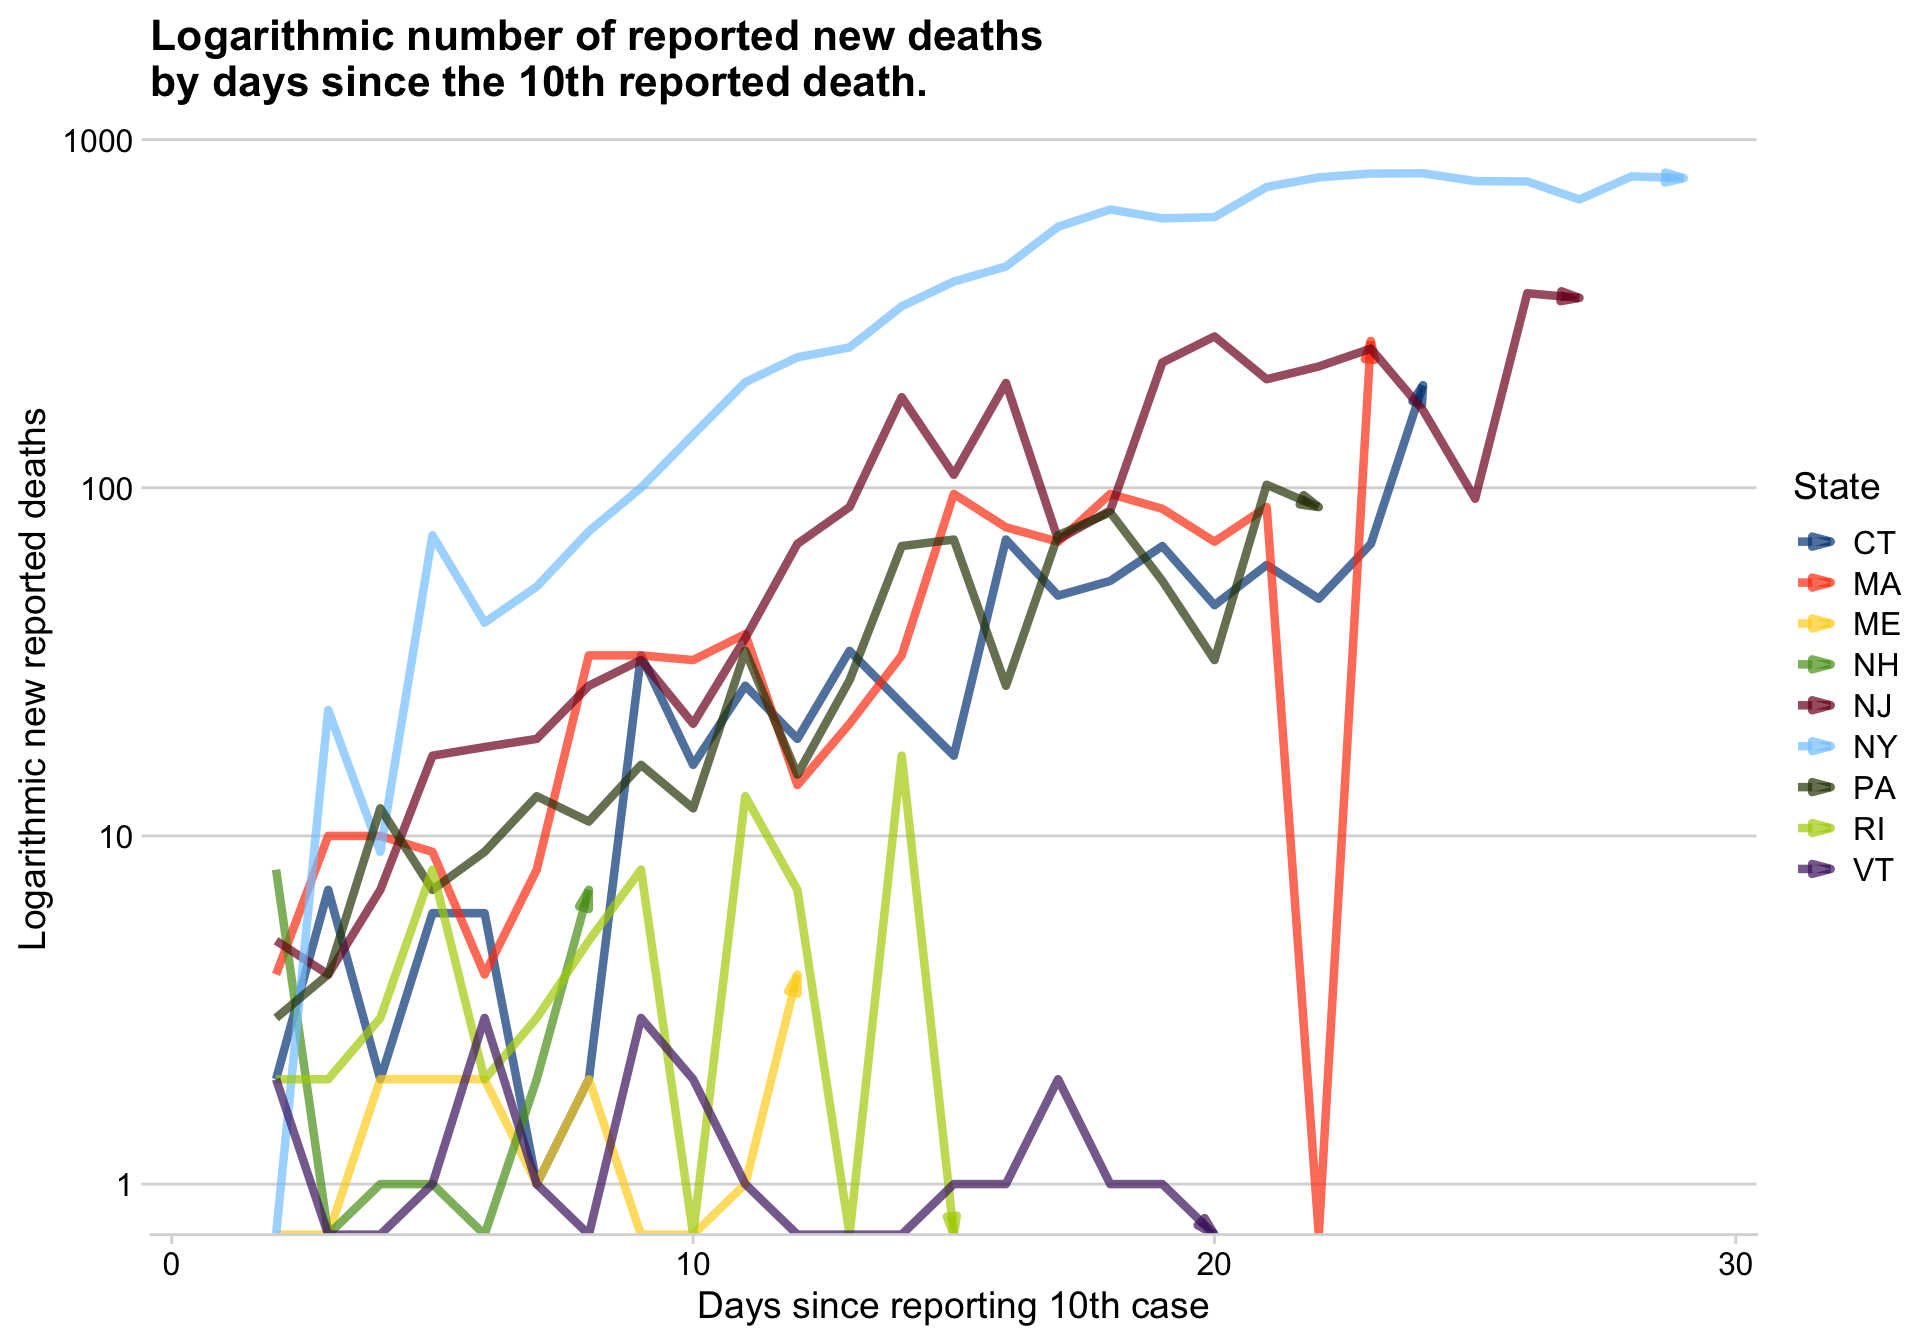 Logarithmic number of reported new deaths
by days since the 10th reported death.
1000
100
10
1
Logarithmic new reported deaths
0 10 20 30
Days since reporting 10th case
State
CT
MA
ME
NH
NJ
NY
PA
RI
VT